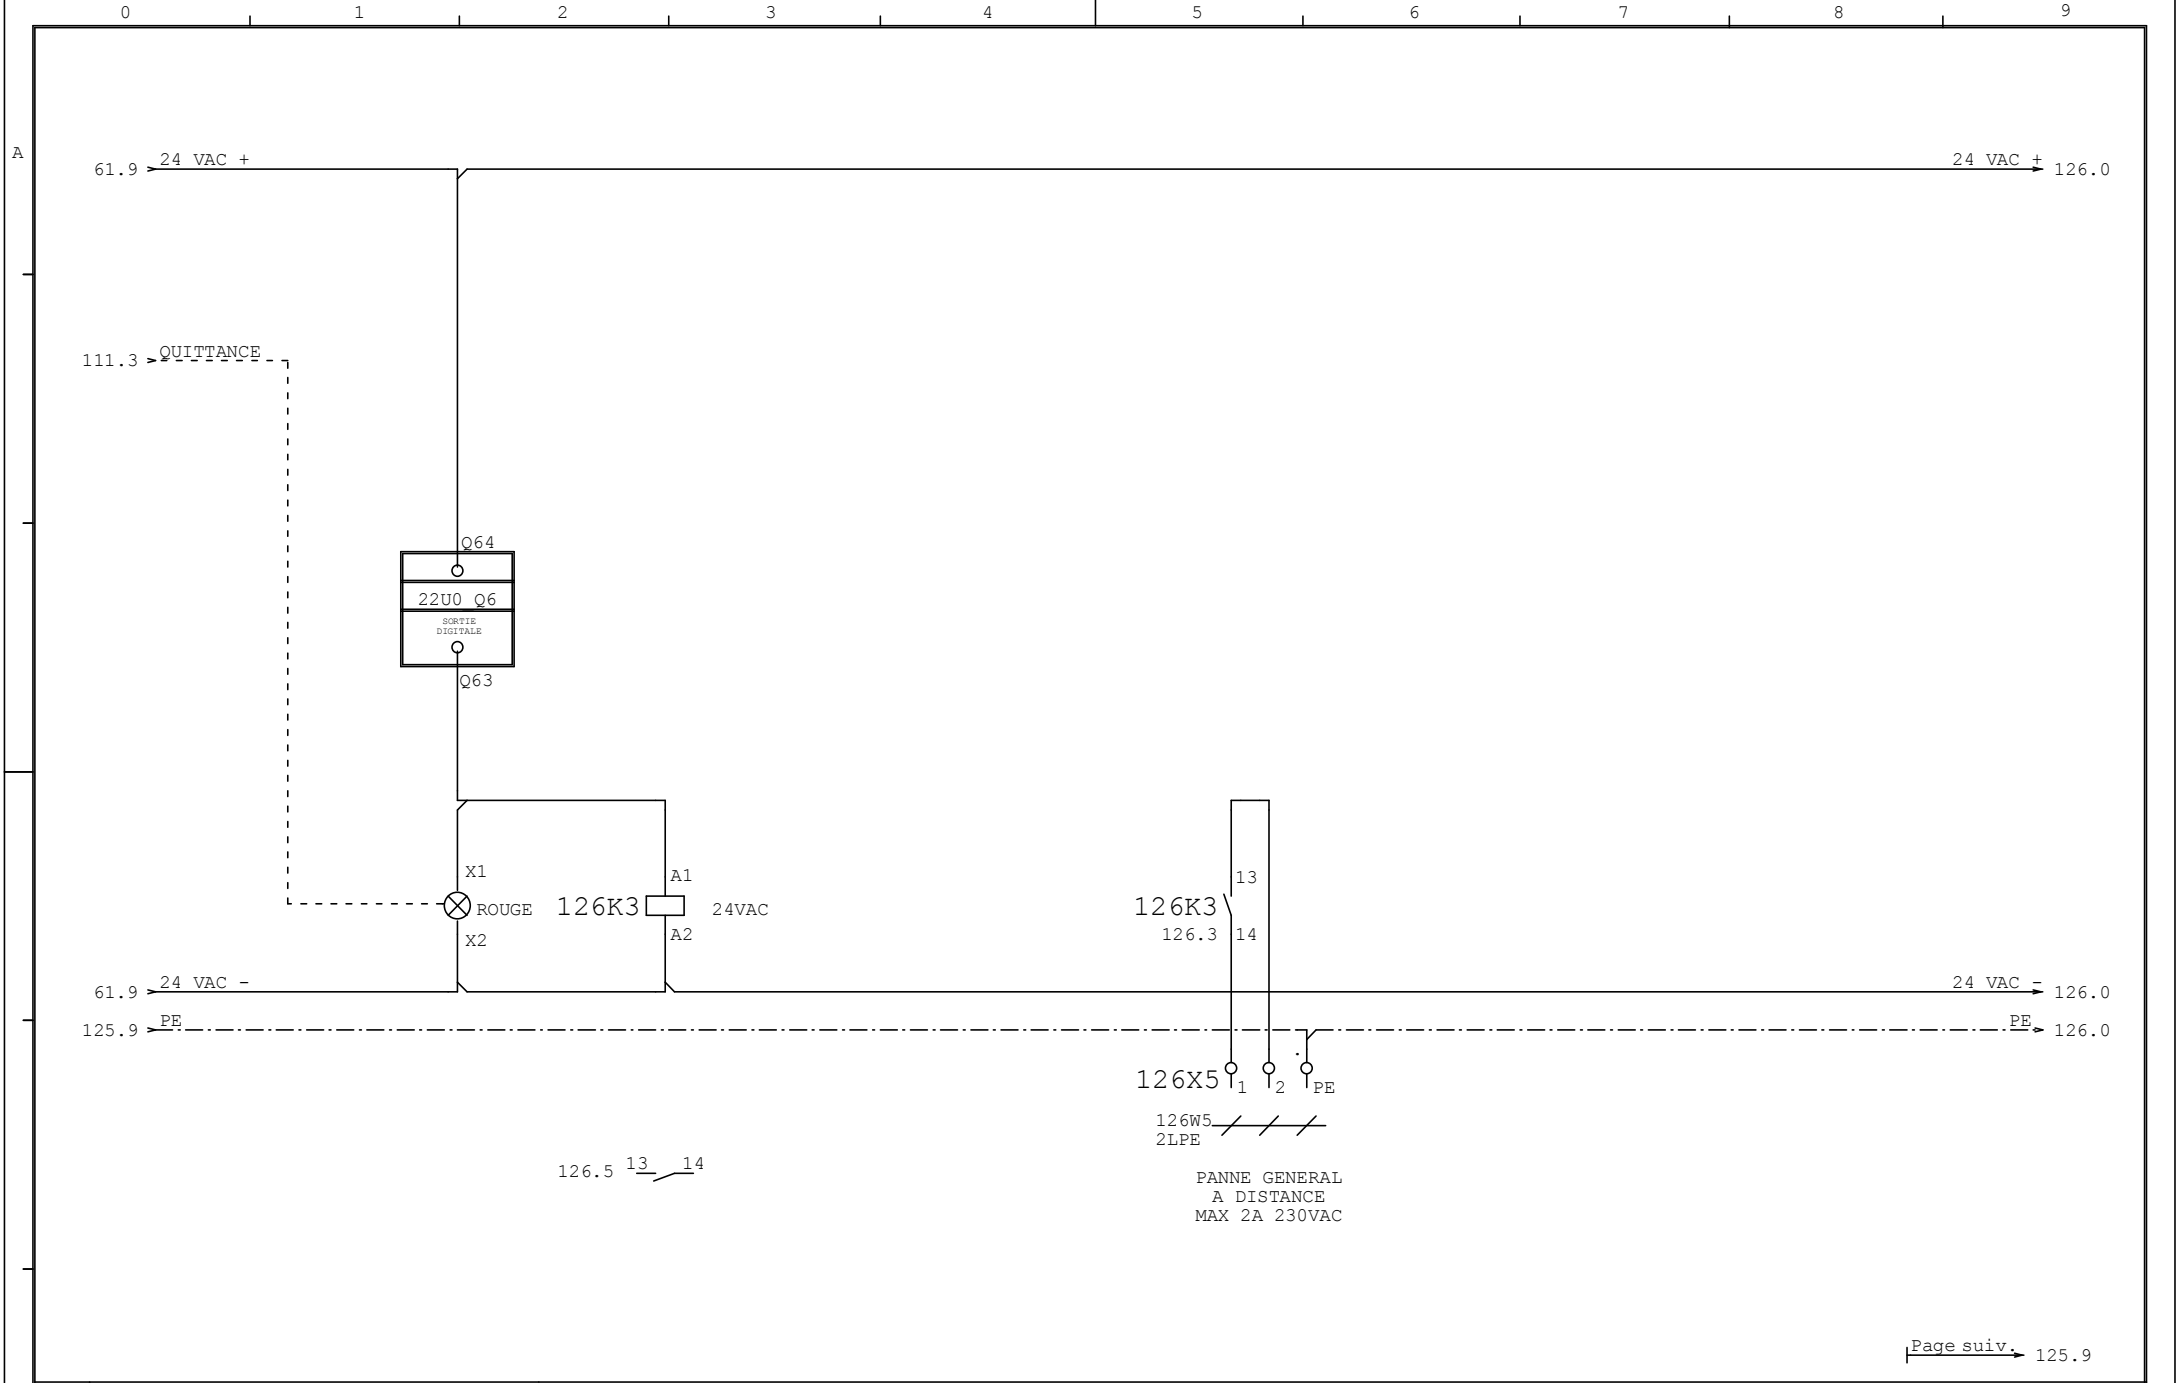 0 1 2 3 4 5 6 7 8 9
A
61.9 24 VAC + 24 VAC + 126.0
111.3 QUITTANCE
Q64
22U0 Q6
SORTIE
DIGITALE
Q63
X1 A1 13
ROUGE 126K3 24VAC 126K3
X2 A2 126.3 14
61.9 24 VAC - 24 VAC - 126.0
125.9 PE PE 126.0
126X5 1 2 PE
126W5
2LPE
126.5 13 14
PANNE GENERAL
A DISTANCE
MAX 2A 230VAC
Page suiv. 125.9